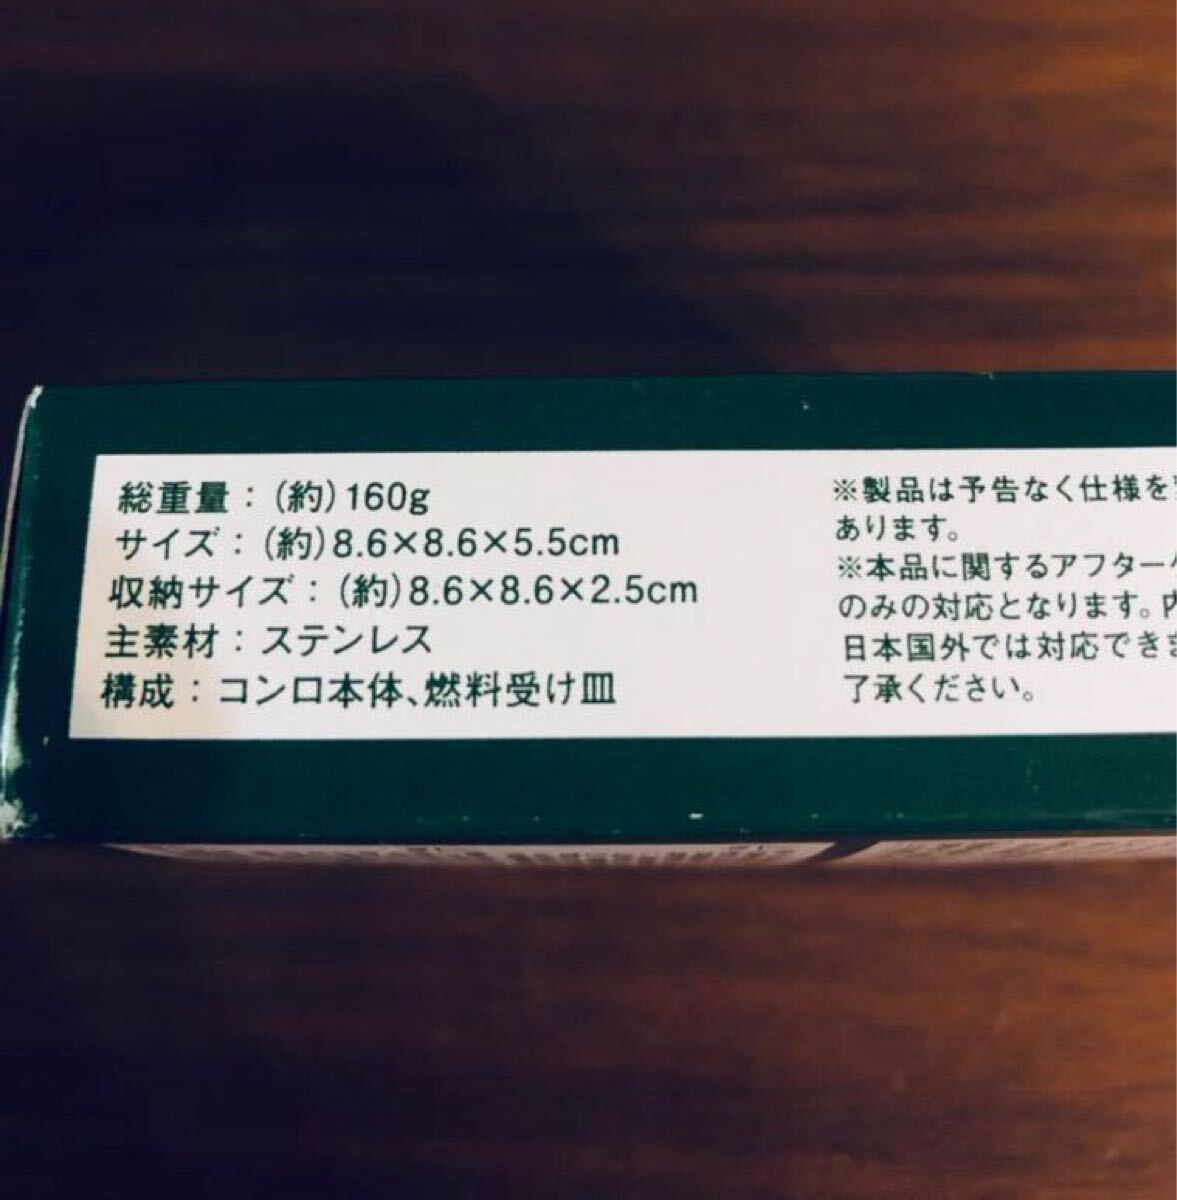 総重量：(約)160g
サイズ：(約)8.6×8.6×5.5cm
収納サイズ：(約)8.6×8.6×2.5cm
主素材：ステンレス
構成：コンロ本体、燃料受け皿
※製品は予告なく仕様を
あります。
※本品に関するアフター
のみの対応となります。内
日本国外では対応できま
了承ください。